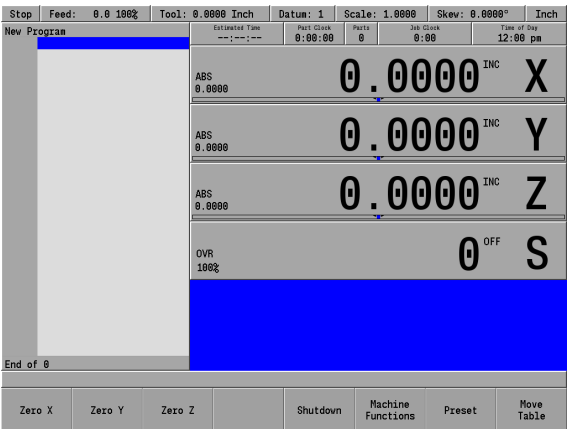 Stop Feed: 0.0 100% Tool: 0.0000 Inch Datum: 1 Scale: 1.0000 Skew: 0.0000° Inch
New Program
Estimated Time Part Clock Parts Job Clock Time of Day
--:--:-- 0:00:00 0 0:00 12:00 pm
ABS
0.0000
0.0000 INC X
ABS
0.0000
0.0000 INC Y
ABS
0.0000
0.0000 INC Z
OVR
100%
0 OFF S
End of 0
Zero X Zero Y Zero Z Shutdown Machine Functions Preset Move Table